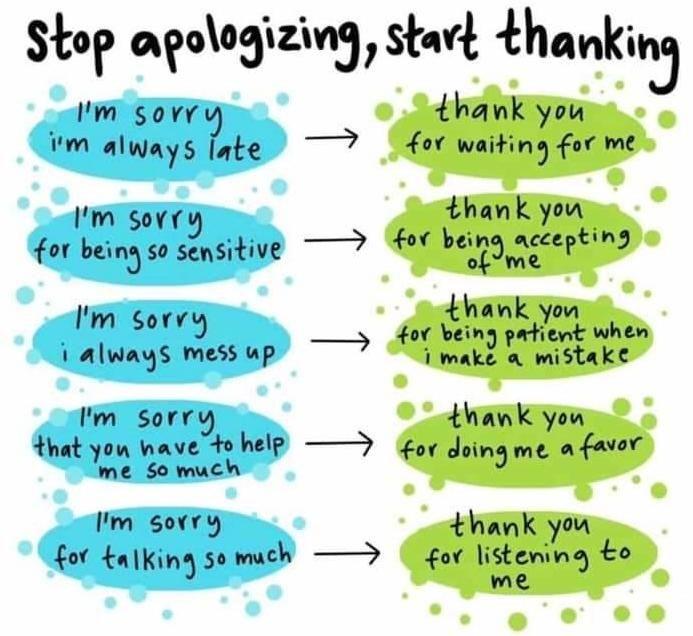 Stop apologizing, start thanking
I'm sorry
i'm always late
thank you
for waiting for me
I'm sorry
for being so sensitive
thank you
for being accepting
of me
I'm sorry
i always mess up
thank you
for being patient when
i make a mistake
I'm sorry
that you have to help
me so much
thank you
for doing me a favor
I'm sorry
for talking so much
thank you
for listening to
me